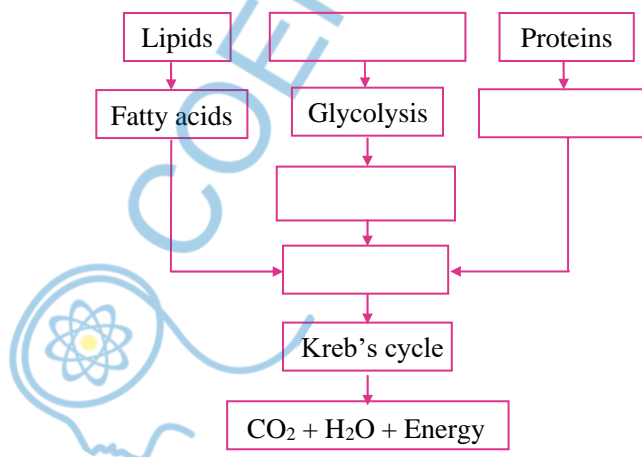 Lipids
Proteins
Fatty acids
Glycolysis
Kreb's cycle
CO₂ + H₂O + Energy